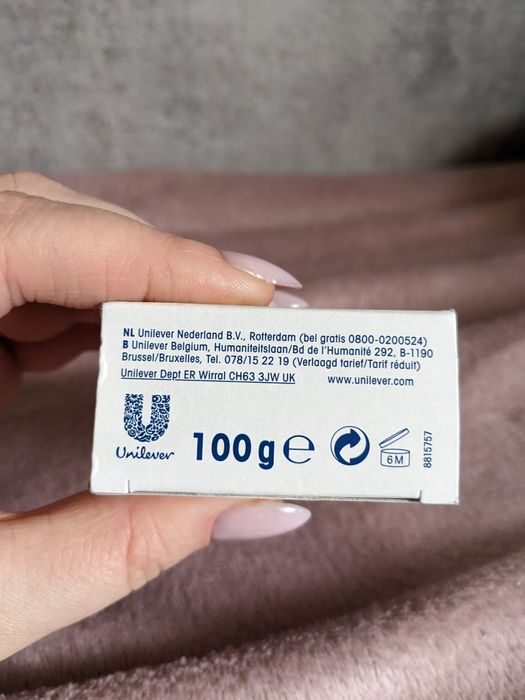 NL Unilever Nederland B.V., Rotterdam (bel gratis 0800-0200524)
B Unilever Belgium, Humaniteitslaan/Bd de l'Humanité 292, B-1190
Brussel/Bruxelles, Tel. 078/15 22 19 (Verlaagd tarief/Tarif réduit)
Unilever Dept ER Wirral CH63 3JW UK www.unilever.com
Unilever
100 g e
6M
8815757